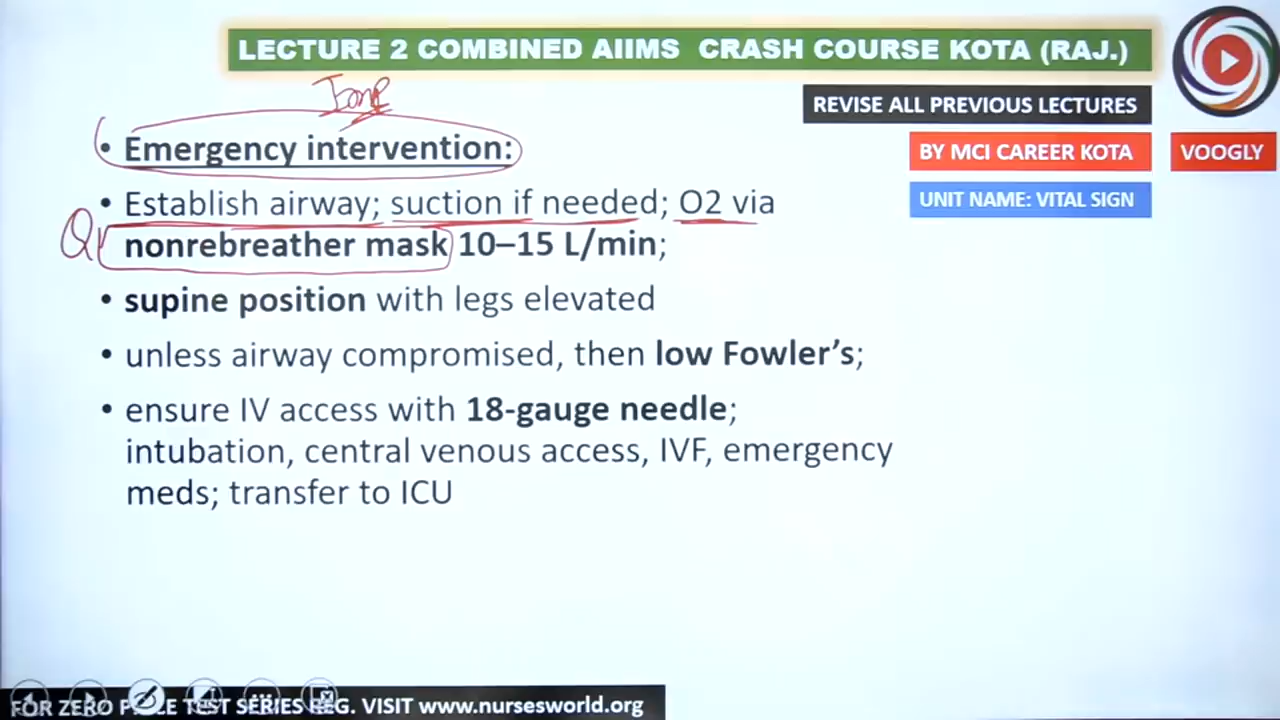 LECTURE 2 COMBINED AIIMS CRASH COURSE KOTA (RAJ.)
REVISE ALL PREVIOUS LECTURES
BY MCI CAREER KOTA
VOOGLY
UNIT NAME: VITAL SIGN
• Emergency intervention:
• Establish airway; suction if needed; O2 via
Q
nonrebreather mask 10–15 L/min;
• supine position with legs elevated
• unless airway compromised, then low Fowler’s;
• ensure IV access with 18-gauge needle;
intubation, central venous access, IVF, emergency
meds; transfer to ICU
FOR ZERO TEST SERIES REG. VISIT www.nursesworld.org